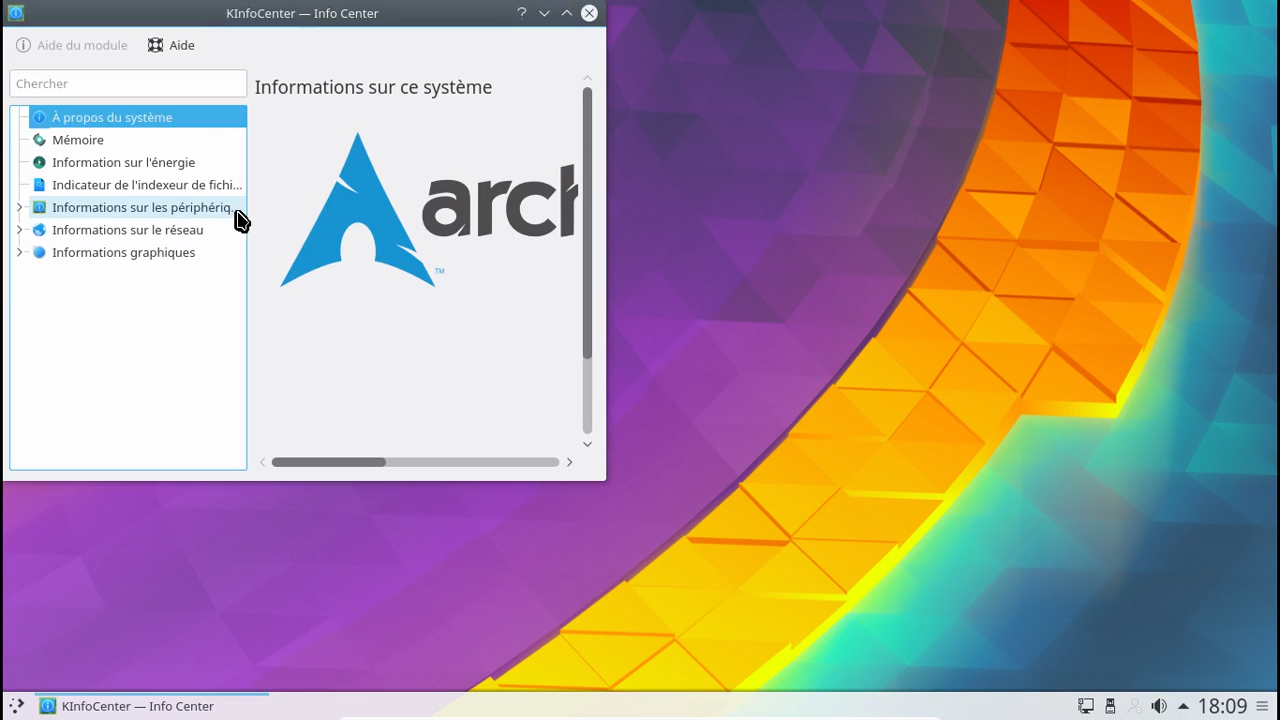 KInfoCenter — Info Center
Aide du module
Aide
Chercher
À propos du système
Mémoire
Information sur l'énergie
Indicateur de l'indexeur de fichi...
Informations sur les périphériq...
Informations sur le réseau
Informations graphiques
Informations sur ce système
arch
TM
KInfoCenter — Info Center
18:09